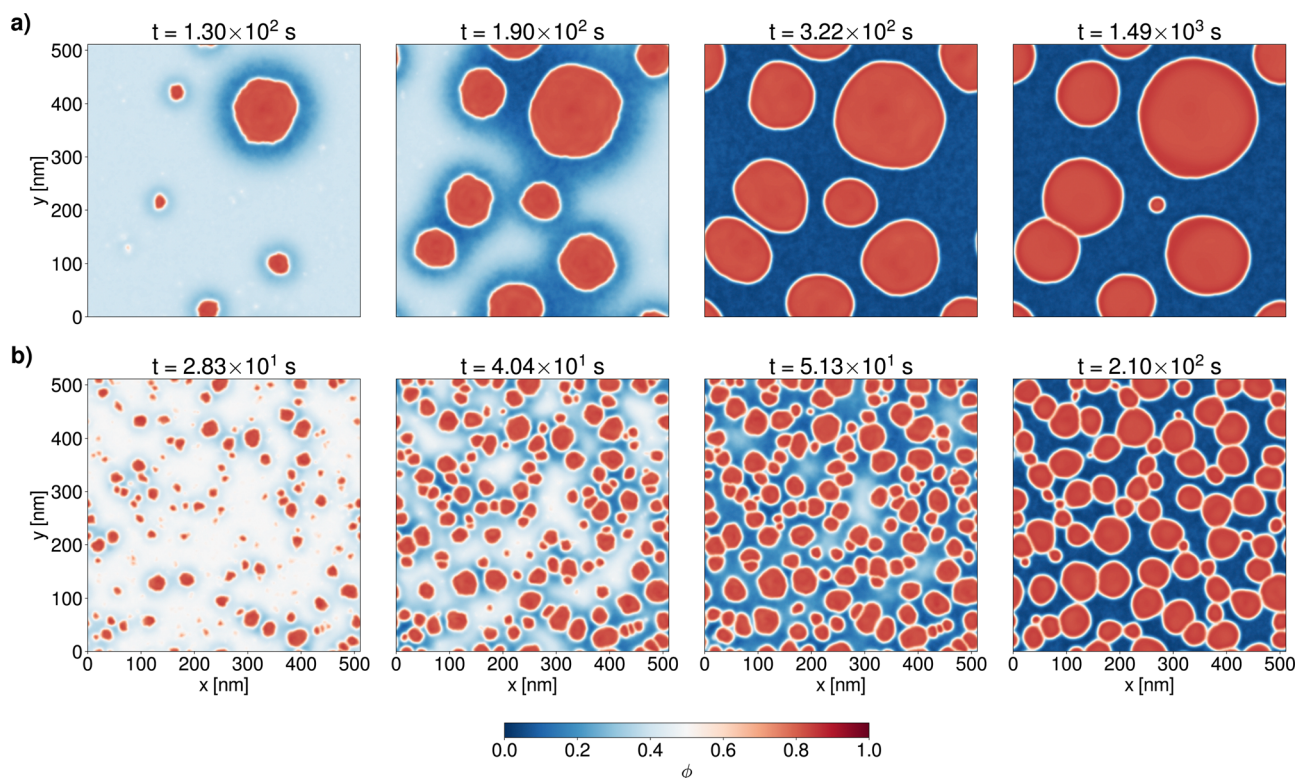 a)
t = 1.30×10² s
t = 1.90×10² s
t = 3.22×10² s
t = 1.49×10³ s
y [nm]
500
400
300
200
100
0
b)
t = 2.83×10¹ s
t = 4.04×10¹ s
t = 5.13×10¹ s
t = 2.10×10² s
y [nm]
500
400
300
200
100
0
0 100 200 300 400 500
0 100 200 300 400 500
0 100 200 300 400 500
0 100 200 300 400 500
x [nm]
x [nm]
x [nm]
x [nm]
0.0 0.2 0.4 0.6 0.8 1.0
ϕ